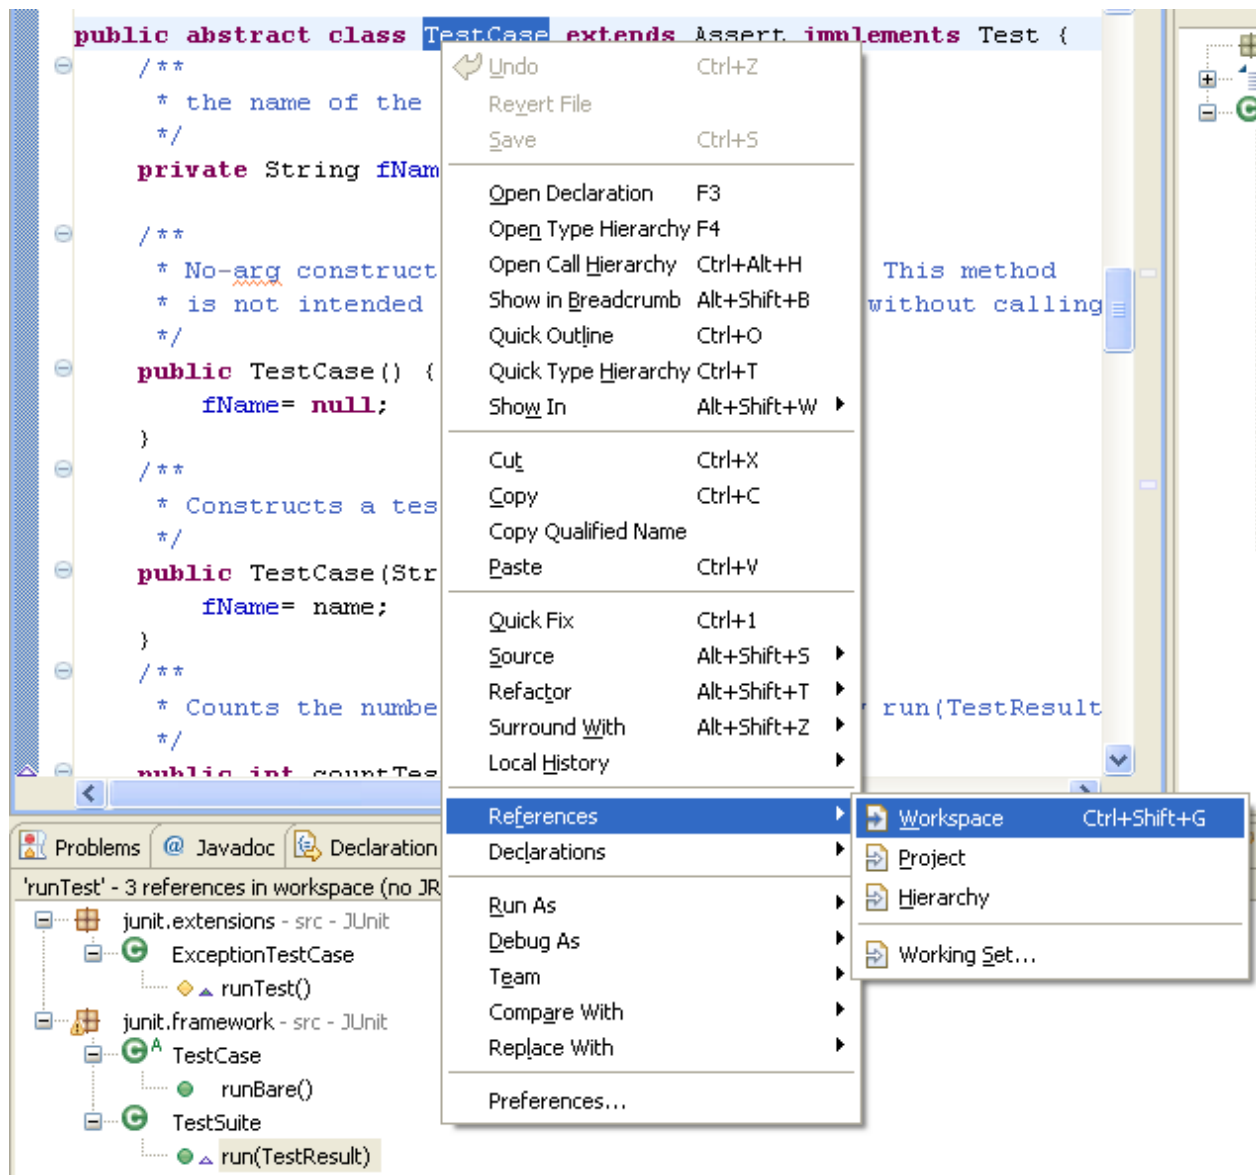 public abstract class TestCase extends Assert implements Test {
/**
* the name of the
*/
private String fNam
/**
* No-arg construct
This method
* is not intended
without calling
*/
public TestCase() {
fName= null;
}
/**
* Constructs a tes
*/
public TestCase(Str
fName= name;
}
/**
* Counts the numbe
run(TestResult
*/
public int countTes
Undo Ctrl+Z
Revert File
Save Ctrl+S
Open Declaration F3
Open Type Hierarchy F4
Open Call Hierarchy Ctrl+Alt+H
Show in Breadcrumb Alt+Shift+B
Quick Outline Ctrl+O
Quick Type Hierarchy Ctrl+T
Show In Alt+Shift+W
Cut Ctrl+X
Copy Ctrl+C
Copy Qualified Name
Paste Ctrl+V
Quick Fix Ctrl+1
Source Alt+Shift+S
Refactor Alt+Shift+T
Surround With Alt+Shift+Z
Local History
References
Declarations
Run As
Debug As
Team
Compare With
Replace With
Preferences...
Workspace Ctrl+Shift+G
Project
Hierarchy
Working Set...
Problems @ Javadoc Declaration
'runTest' - 3 references in workspace (no JR
junit.extensions - src - JUnit
C ExceptionTestCase
runTest()
junit.framework - src - JUnit
C A TestCase
runBare()
C TestSuite
run(TestResult)